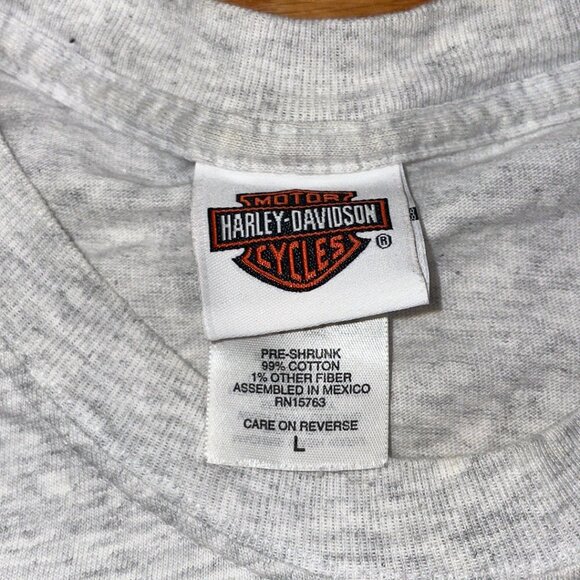 MOTOR
HARLEY-DAVIDSON
CYCLES
®
PRE-SHRUNK
99% COTTON
1% OTHER FIBER
ASSEMBLED IN MEXICO
RN15763
CARE ON REVERSE
L